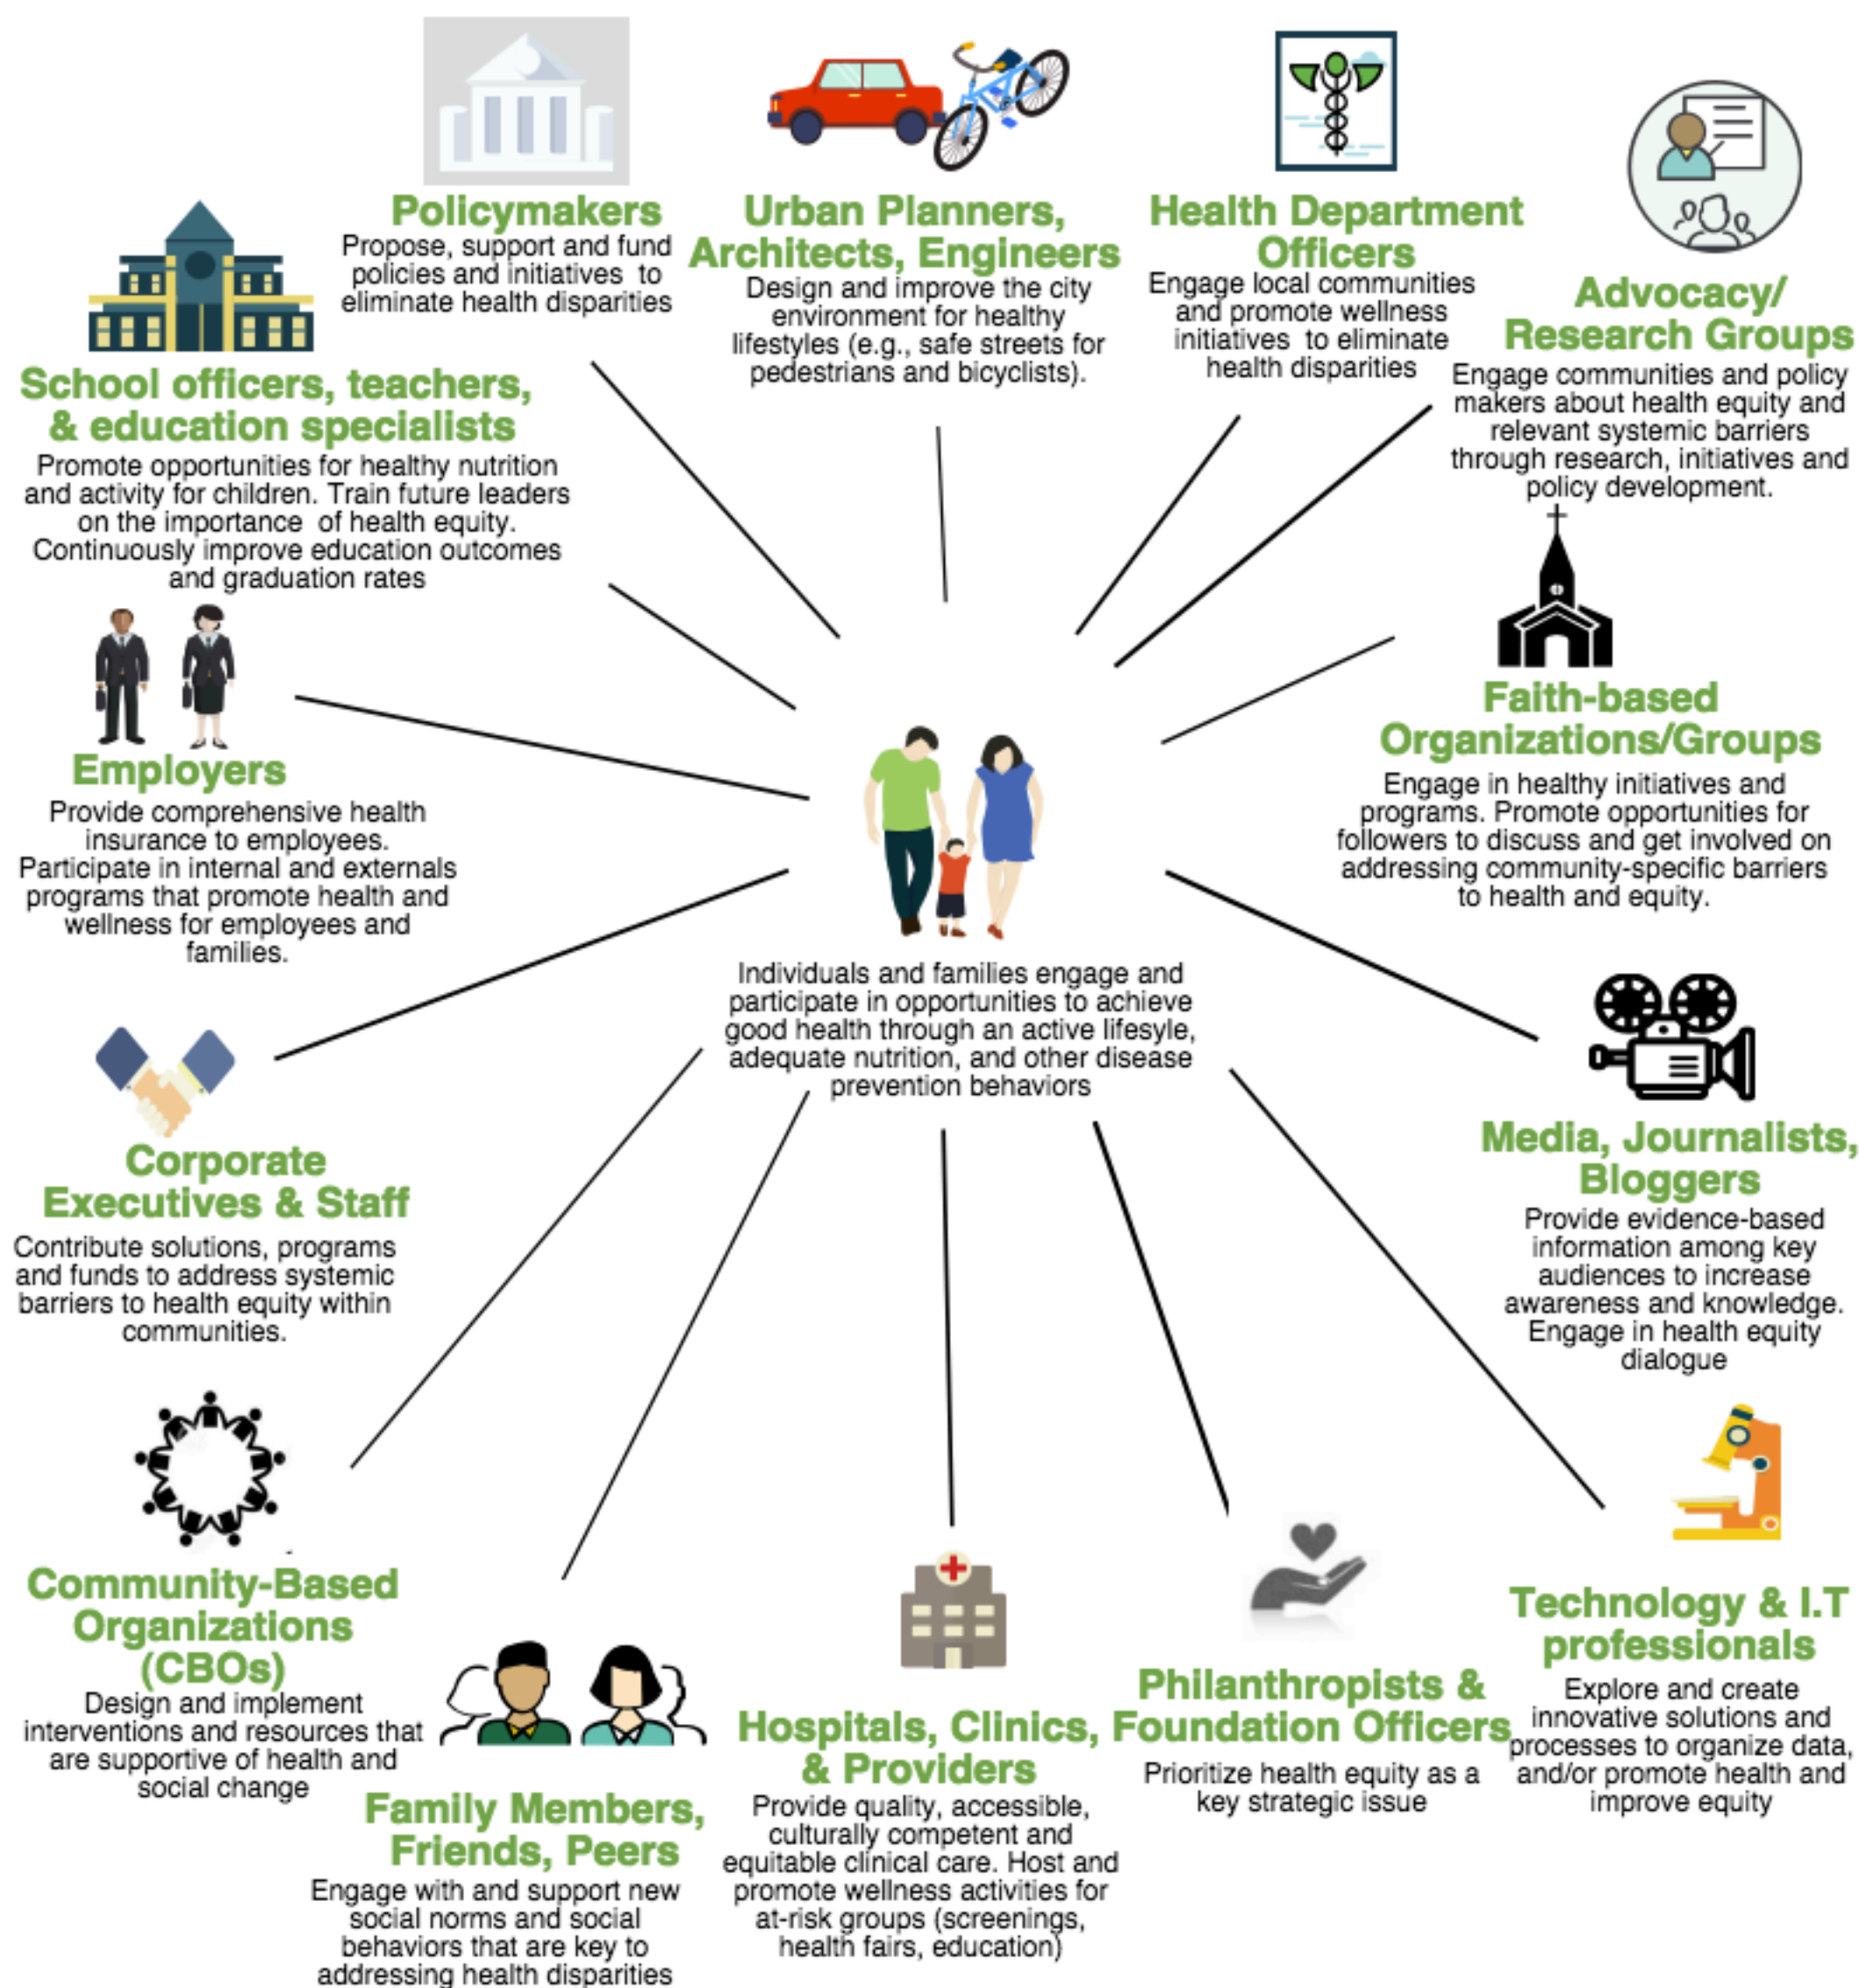 Policymakers
Propose, support and fund
policies and initiatives to
eliminate health disparities
Urban Planners,
Architects, Engineers
Design and improve the city
environment for healthy
lifestyles (e.g., safe streets for
pedestrians and bicyclists).
Health Department
Officers
Engage local communities
and promote wellness
initiatives to eliminate
health disparities
Advocacy/
Research Groups
Engage communities and policy
makers about health equity and
relevant systemic barriers
through research, initiatives and
policy development.
School officers, teachers,
& education specialists
Promote opportunities for healthy nutrition
and activity for children. Train future leaders
on the importance of health equity.
Continuously improve education outcomes
and graduation rates
Faith-based
Organizations/Groups
Engage in healthy initiatives and
programs. Promote opportunities for
followers to discuss and get involved on
addressing community-specific barriers
to health and equity.
Employers
Provide comprehensive health
insurance to employees.
Participate in internal and externals
programs that promote health and
wellness for employees and
families.
Individuals and families engage and
participate in opportunities to achieve
good health through an active lifesyle,
adequate nutrition, and other disease
prevention behaviors
Corporate
Executives & Staff
Contribute solutions, programs
and funds to address systemic
barriers to health equity within
communities.
Media, Journalists,
Bloggers
Provide evidence-based
information among key
audiences to increase
awareness and knowledge.
Engage in health equity
dialogue
Community-Based
Organizations
(CBOs)
Design and implement
interventions and resources that
are supportive of health and
social change
Family Members,
Friends, Peers
Engage with and support new
social norms and social
behaviors that are key to
addressing health disparities
Hospitals, Clinics,
& Providers
Provide quality, accessible,
culturally competent and
equitable clinical care. Host and
promote wellness activities for
at-risk groups (screenings,
health fairs, education)
Philanthropists &
Foundation Officers
Prioritize health equity as a
key strategic issue
Technology & I.T
professionals
Explore and create
innovative solutions and
processes to organize data,
and/or promote health and
improve equity